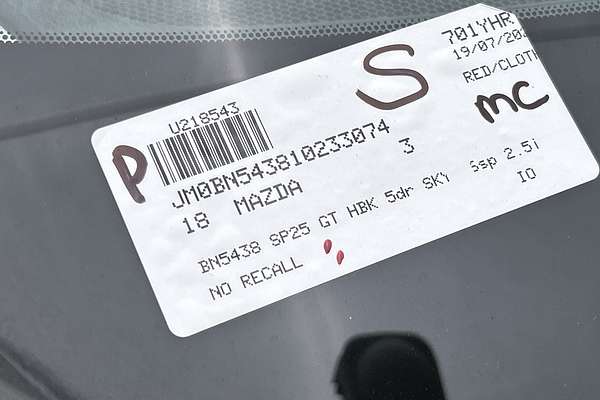 701YHR
19/07/202
RED/CLOTH
S
MC
U218543
P
JM0BN543810233074
18 MAZDA 3
BN5438 SP25 GT HBK 5dr SKY 6sp 2.5i
NO RECALL IO